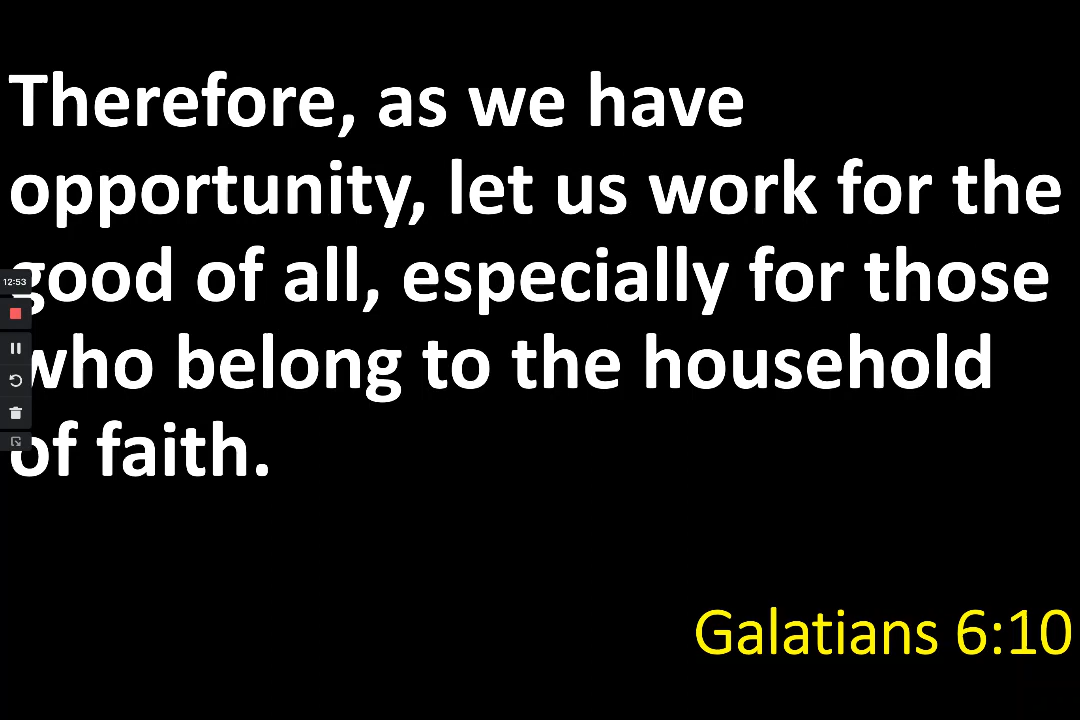 Therefore, as we have
opportunity, let us work for the
12:53
good of all, especially for those
who belong to the household
of faith.
Galatians 6:10